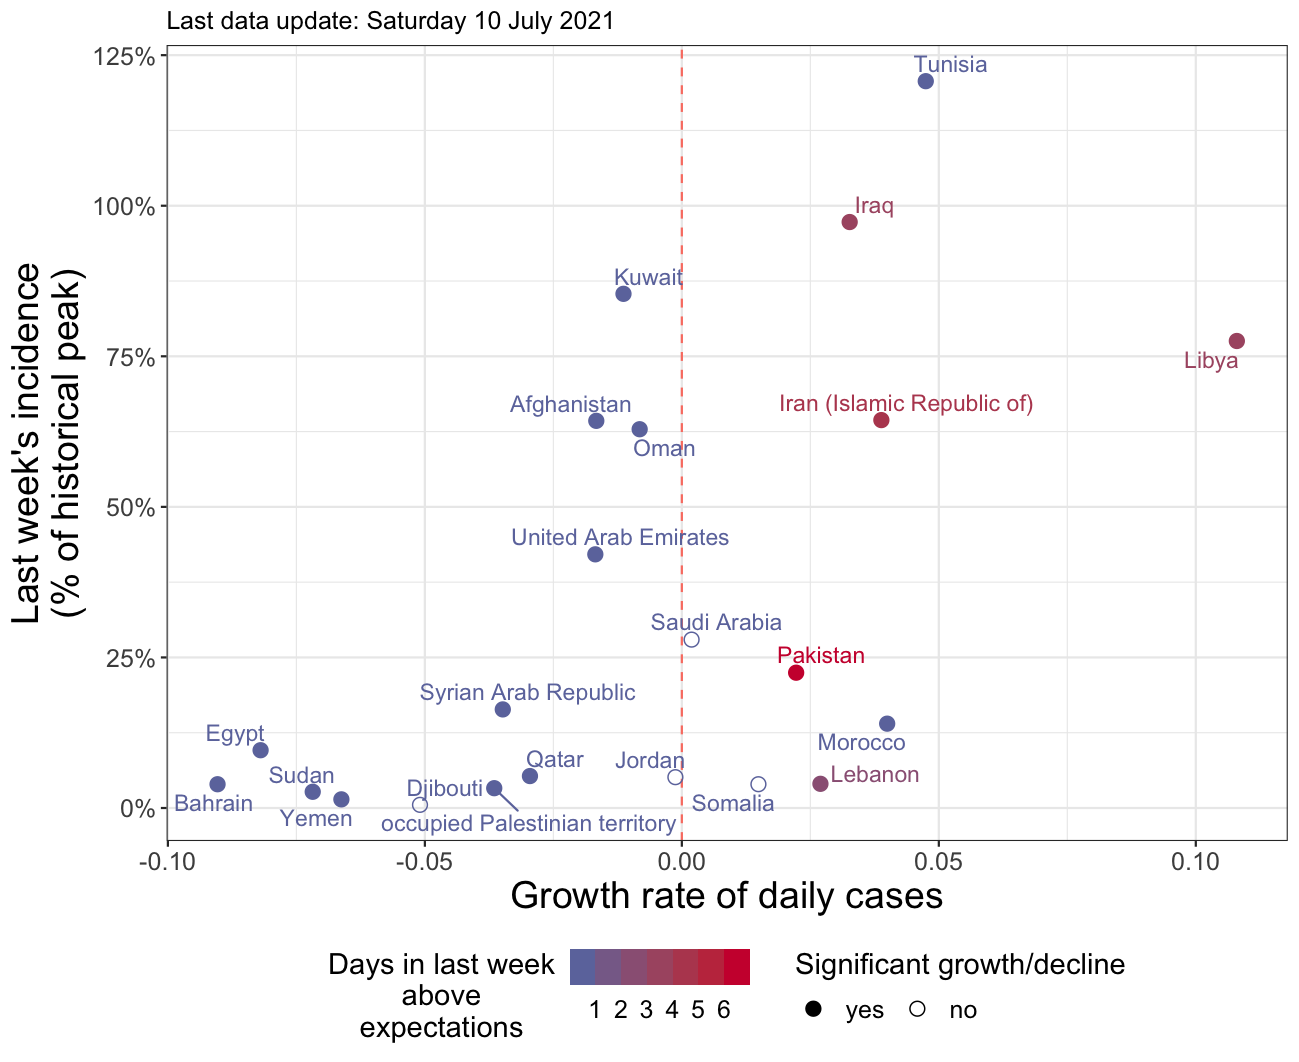 Last data update: Saturday 10 July 2021
Last week's incidence
(% of historical peak)
125%
100%
75%
50%
25%
0%
Tunisia
Iraq
Kuwait
Libya
Iran (Islamic Republic of)
Afghanistan
Oman
United Arab Emirates
Saudi Arabia
Pakistan
Syrian Arab Republic
Morocco
Egypt
Qatar
Jordan
Lebanon
Sudan
Djibouti
Bahrain
Somalia
Yemen
occupied Palestinian territory
-0.10
-0.05
0.00
0.05
0.10
Growth rate of daily cases
Days in last week
above
expectations
1 2 3 4 5 6
Significant growth/decline
yes
no